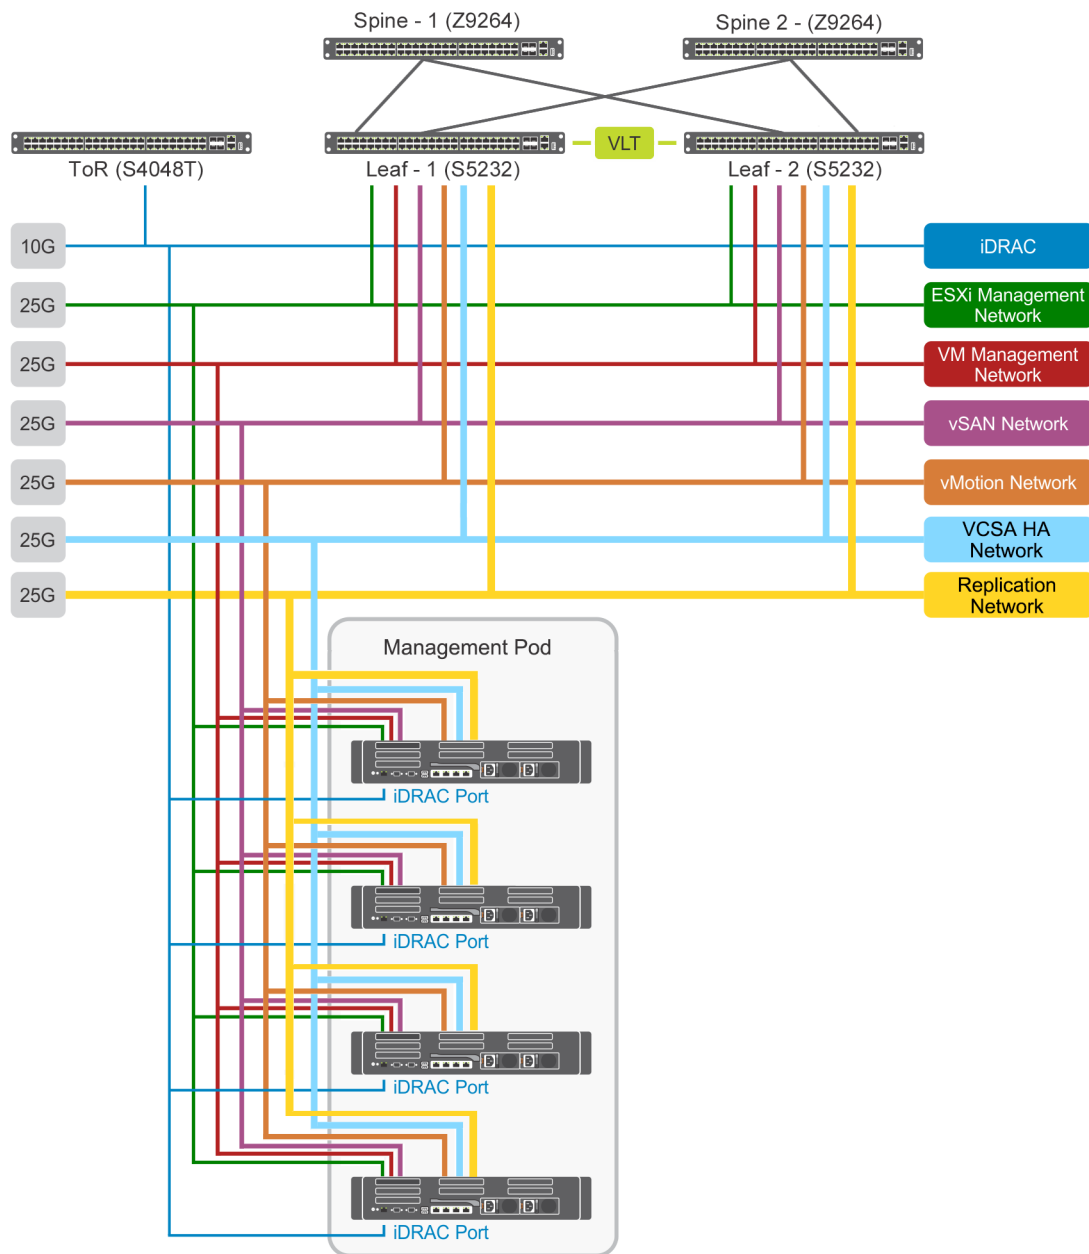 Spine - 1 (Z9264)
Spine 2 - (Z9264)
VLT
ToR (S4048T)
Leaf - 1 (S5232)
Leaf - 2 (S5232)
10G
iDRAC
25G
ESXi Management
Network
25G
VM Management
Network
25G
vSAN Network
25G
vMotion Network
25G
VCSA HA
Network
25G
Replication
Network
Management Pod
iDRAC Port
iDRAC Port
iDRAC Port
iDRAC Port